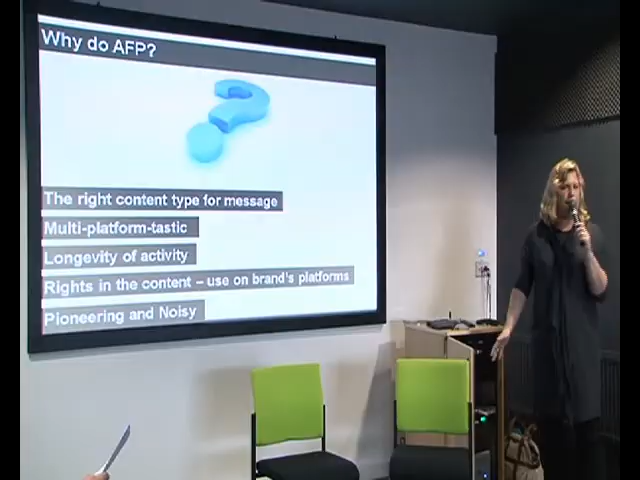 Why do AFP?
The right content type for message
Multi-platform-tastic
Longevity of activity
Rights in the content – use on brand's platforms
Pioneering and Noisy